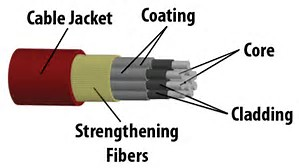 Coating
Cable Jacket
Core
Cladding
Strengthening
Fibers